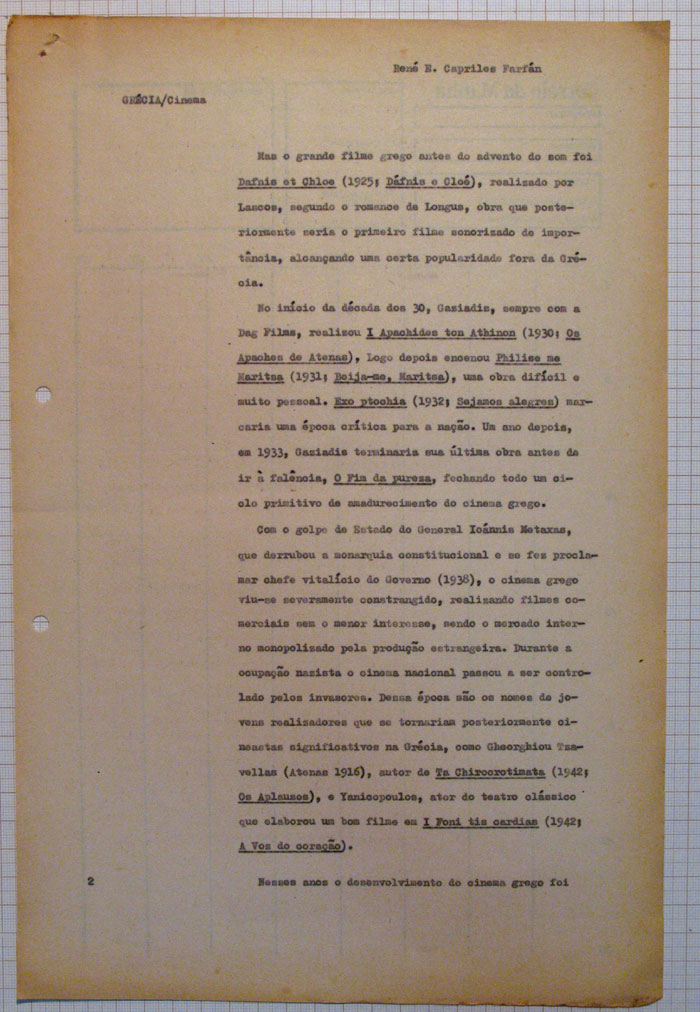 René E. Capriles Farfán
GRÉCIA/Cinema
Mas o grande filme grego antes do advento do som foi
Dafnis et Chloe (1925; Dáfnis e Cloé), realizado por
Lascos, segundo o romance de Longus, obra que poste-
riormente seria o primeiro filme sonorizado de impor-
tância, alcançando uma certa popularidade fora da Gré-
cia.
No início da década dos 30, Gaziadis, sempre com a
Dag Films, realizou I Apachides ton Athinon (1930; Os
Apaches de Atenas), Logo depois encenou Philise me
Maritsa (1931; Beija-me, Maritsa), uma obra difícil e
muito pessoal. Exo ptochia (1932; Sejamos alegres) mar-
caria uma época crítica para a nação. Um ano depois,
em 1933, Gaziadis terminaria sua última obra antes de
ir à falência, O Fim da pureza, fechando todo um ci-
clo primitivo de amadurecimento do cinema grego.
Com o golpe de Estado do General Ioánnis Metaxas,
que derrubou a monarquia constitucional e se fez procla-
mar chefe vitalício do Governo (1938), o cinema grego
viu-se severamente constrangido, realizando filmes co-
merciais sem o menor interesse, sendo o mercado inter-
no monopolizado pela produção estrangeira. Durante a
ocupação nazista o cinema nacional passou a ser contro-
lado pelos invasores. Dessa época são os nomes de jo-
vens realizadores que se tornariam posteriormente ci-
neastas significativos na Grécia, como Gheorghiou Tza-
vellas (Atenas 1916), autor de Ta Chirocrotimata (1942;
Os Aplausos), e Yanicopoulos, ator do teatro clássico
que elaborou um bom filme em I Foni tis cardias (1942;
A Voz do coração).
2 Nesses anos o desenvolvimento do cinema grego foi